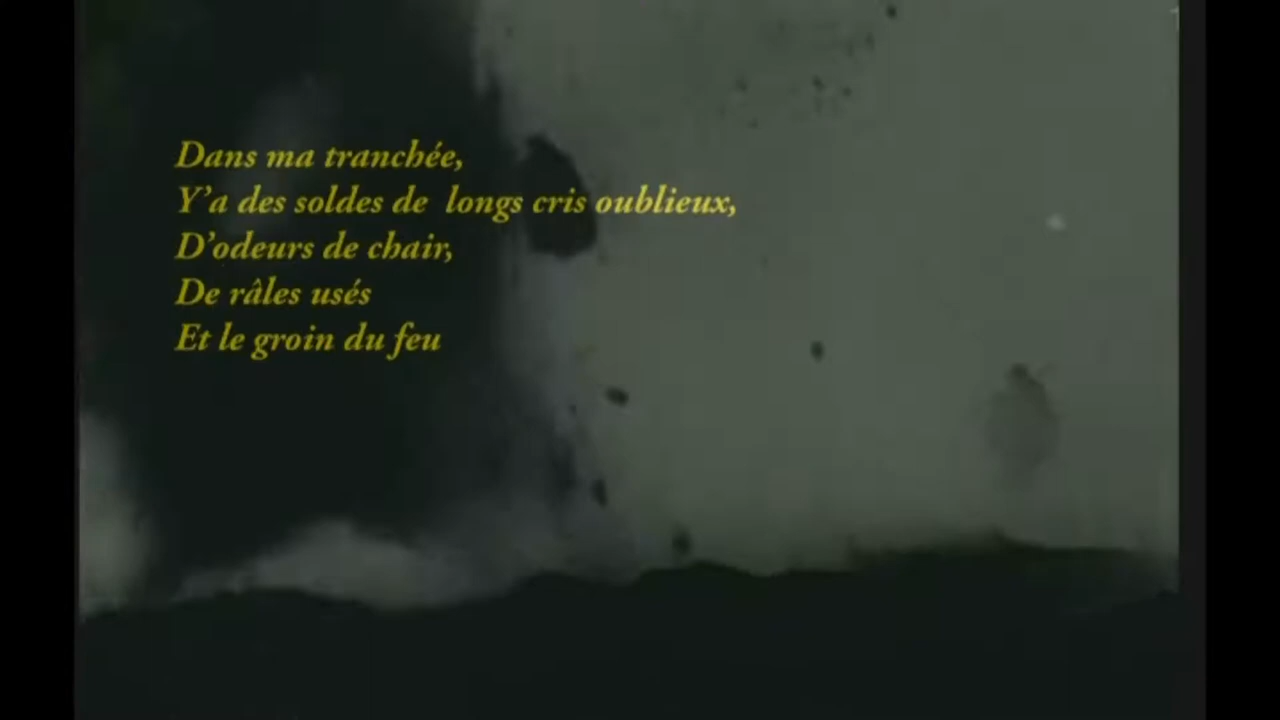 Dans ma tranchée,
Y'a des soldes de longs cris oublieux,
D'odeurs de chair,
De râles usés
Et le groin du feu